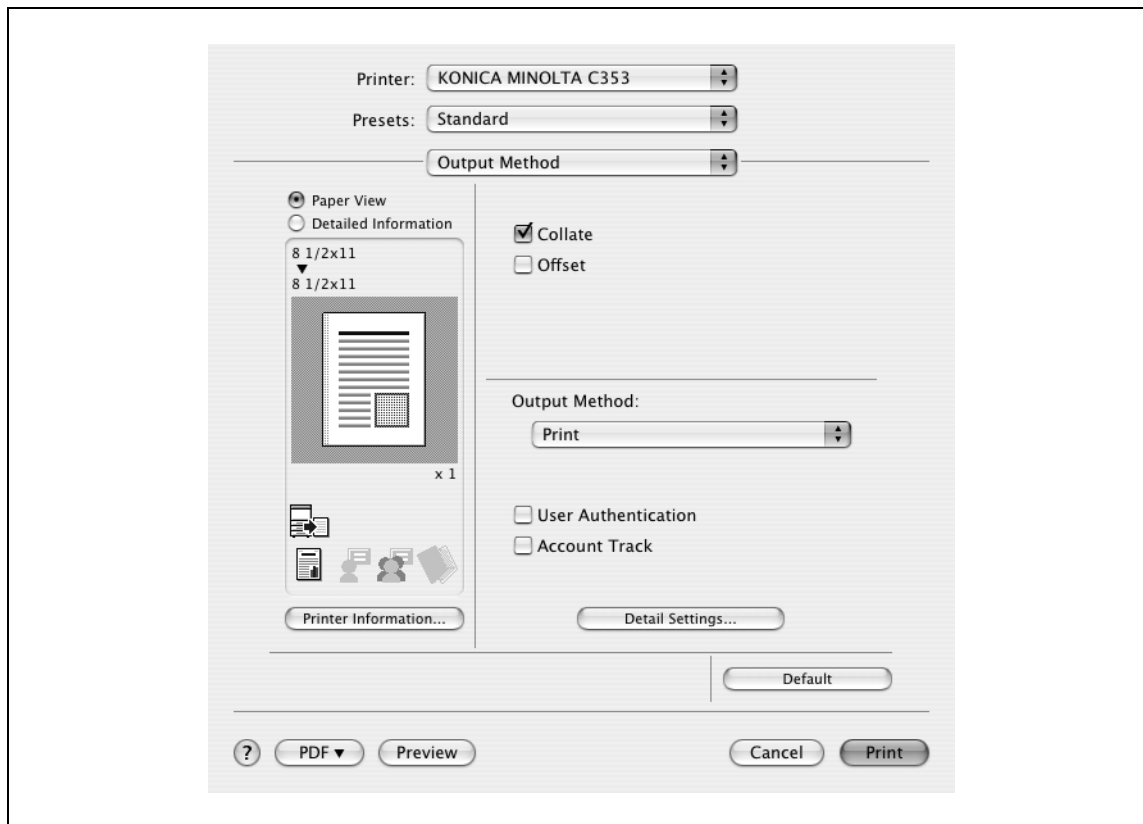 Printer: KONICA MINOLTA C353
Presets: Standard
Output Method
Paper View
Detailed Information
8 1/2x11
8 1/2x11
x 1
Printer Information...
Collate
Offset
Output Method:
Print
User Authentication
Account Track
Detail Settings...
Default
? PDF▼ Preview Cancel Print